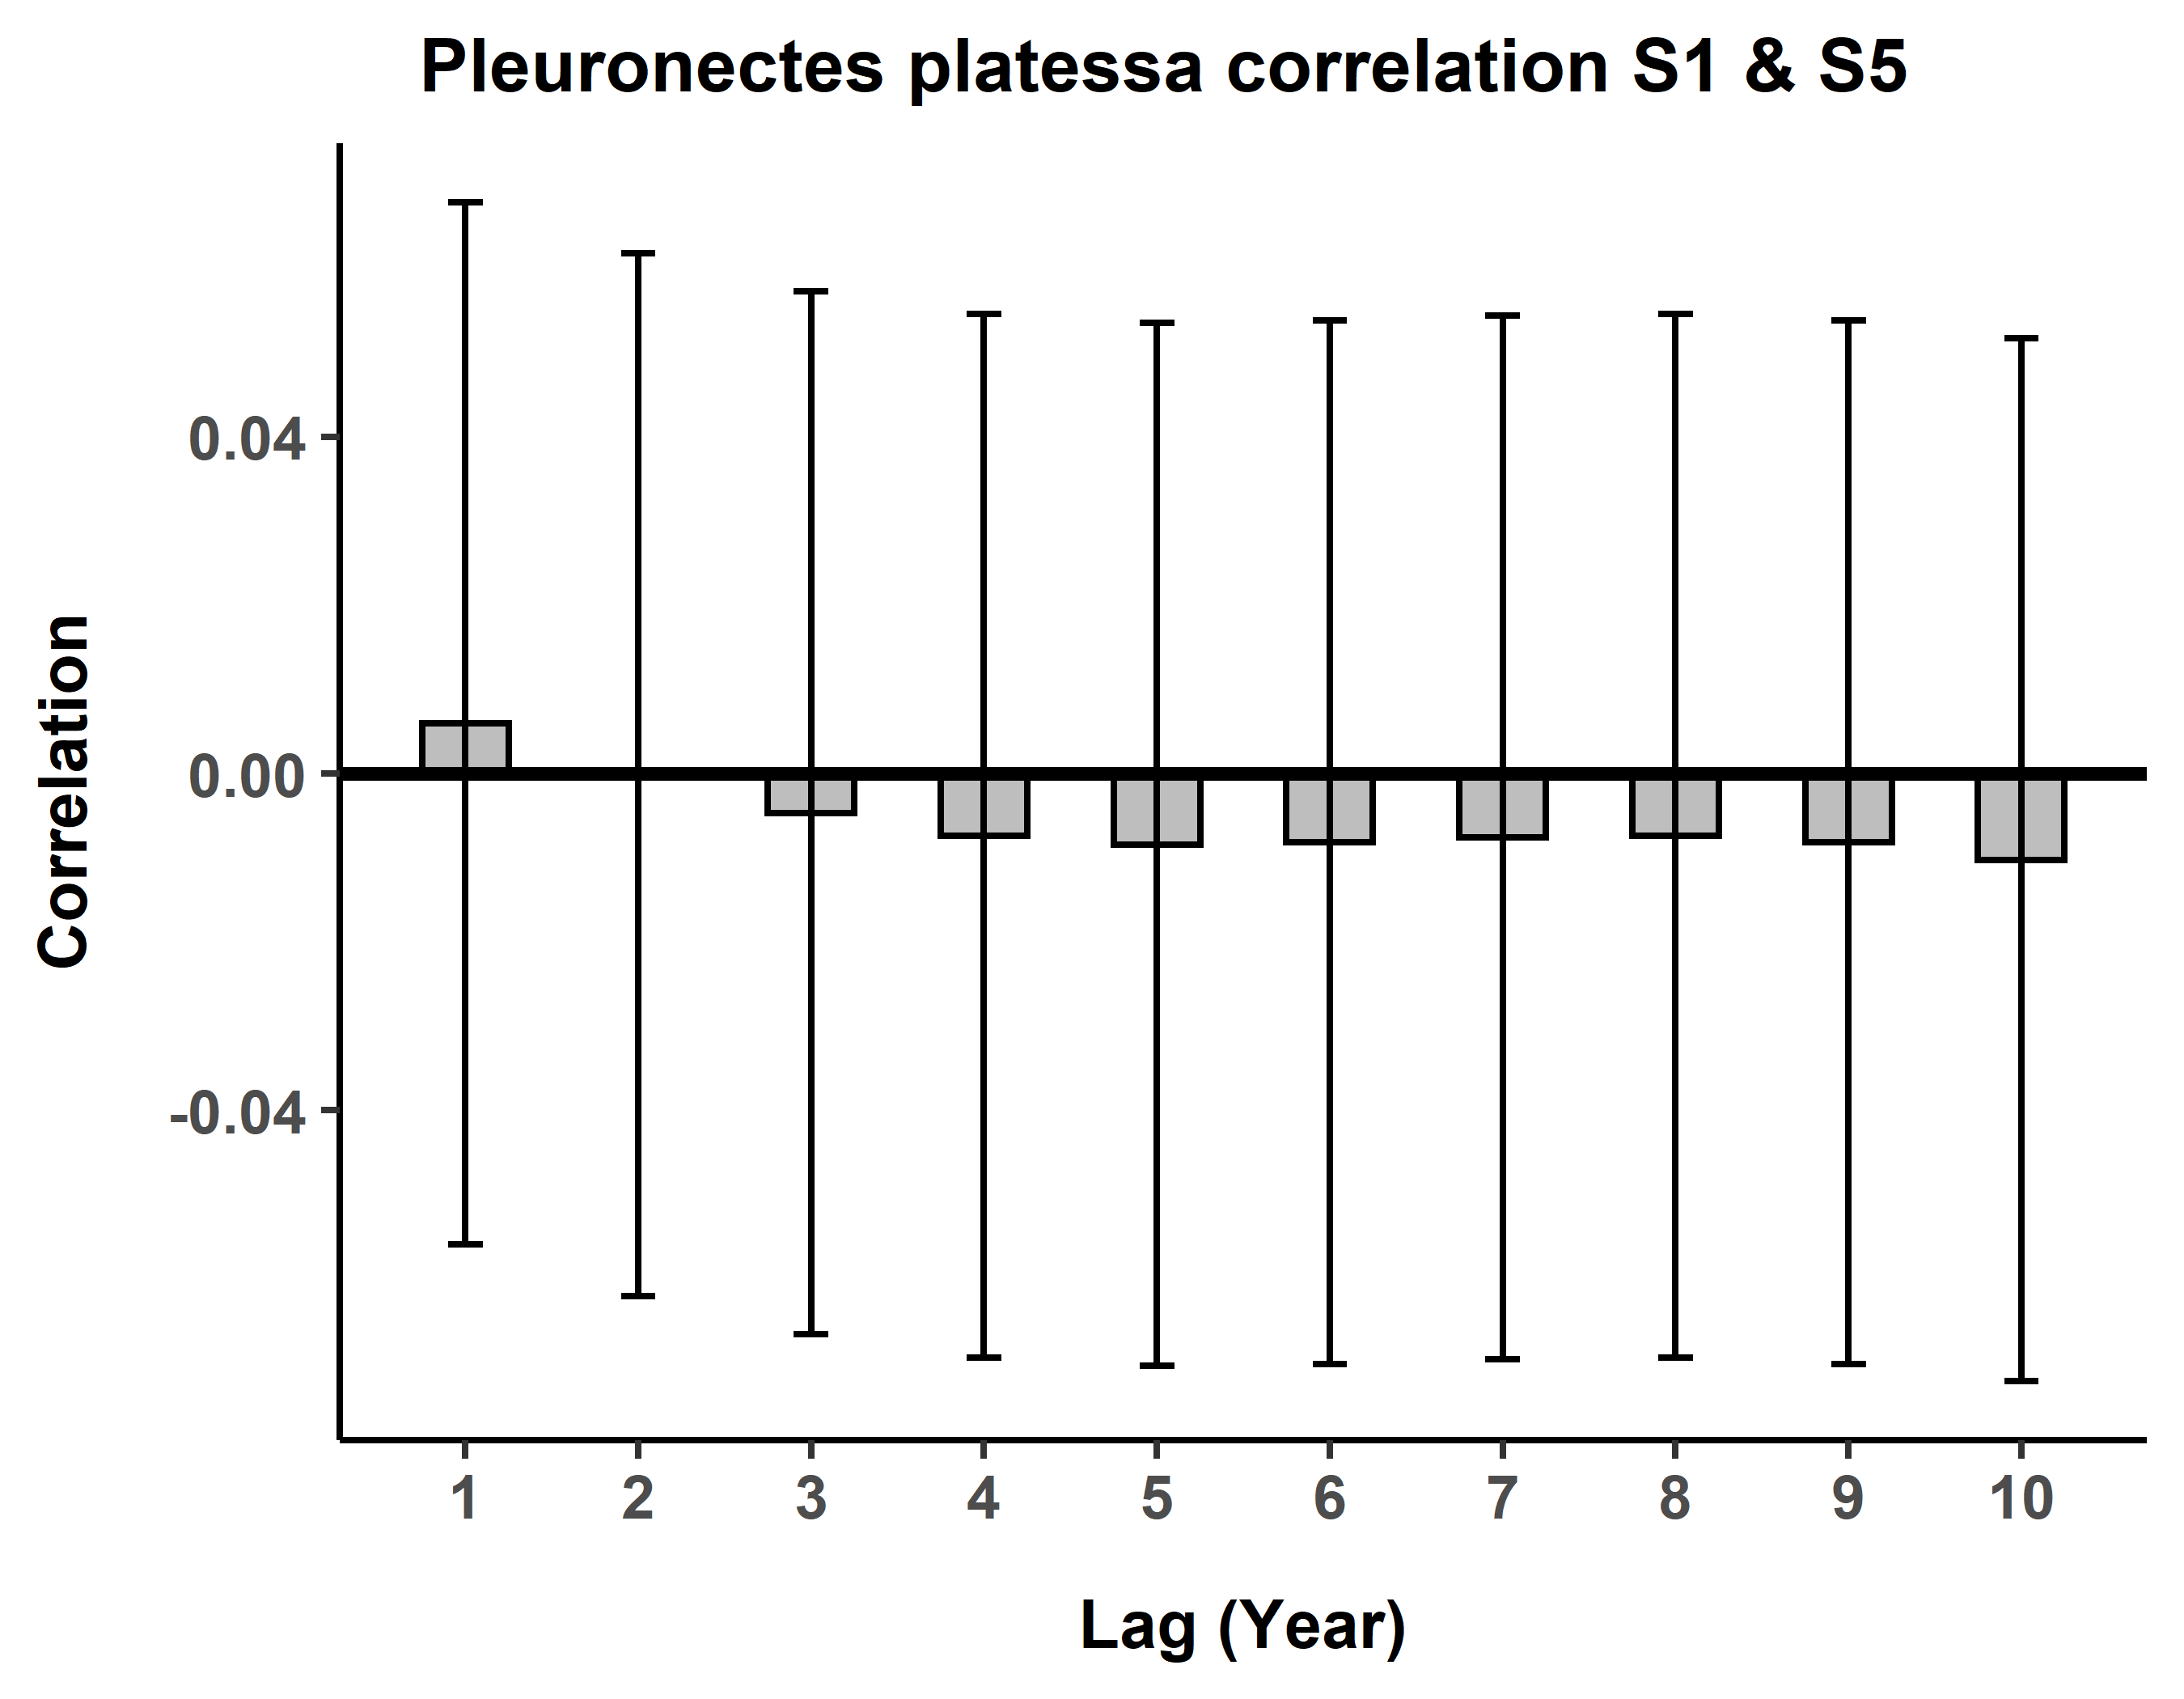 Pleuronectes platessa correlation S1 & S5
Correlation
0.04
0.00
-0.04
1 2 3 4 5 6 7 8 9 10
Lag (Year)